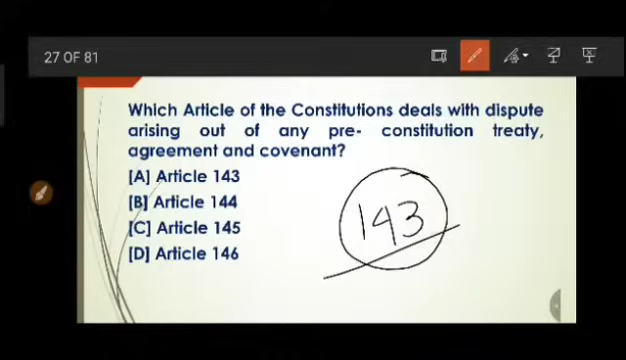 27 OF 81
Which Article of the Constitutions deals with dispute
arising out of any pre- constitution treaty,
agreement and covenant?
[A] Article 143
[B] Article 144
[C] Article 145
[D] Article 146
143